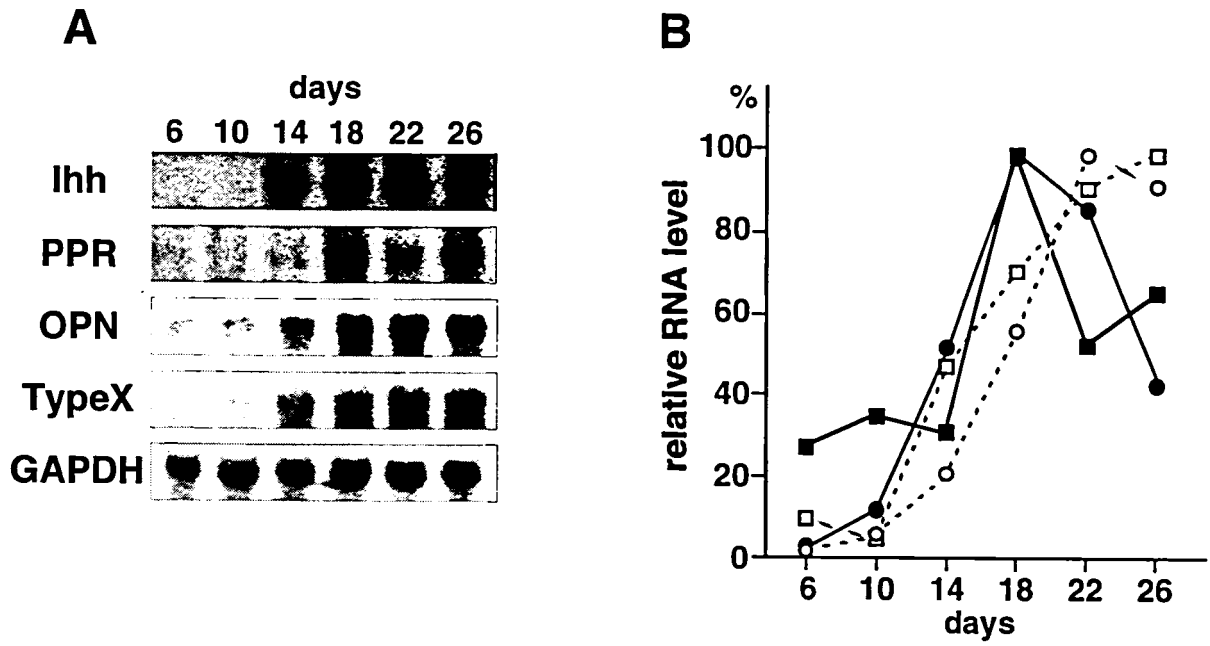 A
days
6 10 14 18 22 26
Ihh
PPR
OPN
TypeX
GAPDH
B
%
100
80
60
40
20
0
relative RNA level
6 10 14 18 22 26
days